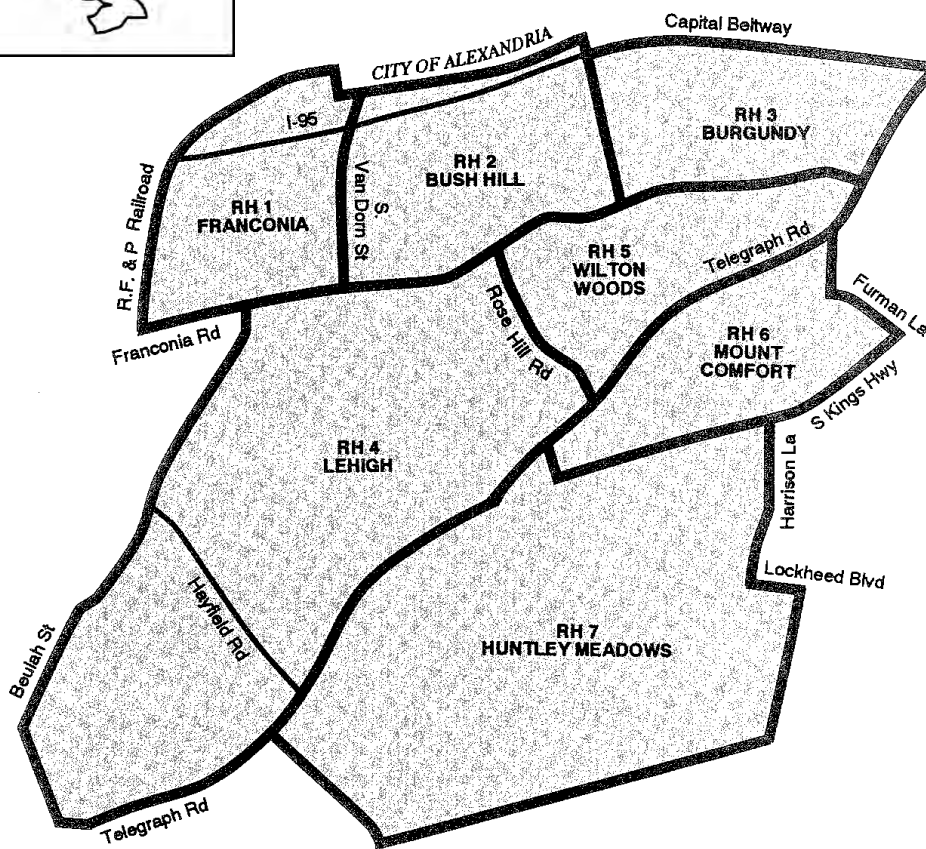 Capital Beltway
CITY OF ALEXANDRIA
I-95
RH 3
BURGUNDY
RH 2
BUSH HILL
R.F. & P Railroad
RH 1
FRANCONIA
S.
Van Dorn St
RH 5
WILTON
WOODS
Telegraph Rd
Furman La
Franconia Rd
Rose Hill Rd
RH 6
MOUNT
COMFORT
S Kings Hwy
RH 4
LEHIGH
Harrison La
Lockheed Blvd
Hayfield Rd
RH 7
HUNTLEY MEADOWS
Beulah St
Telegraph Rd